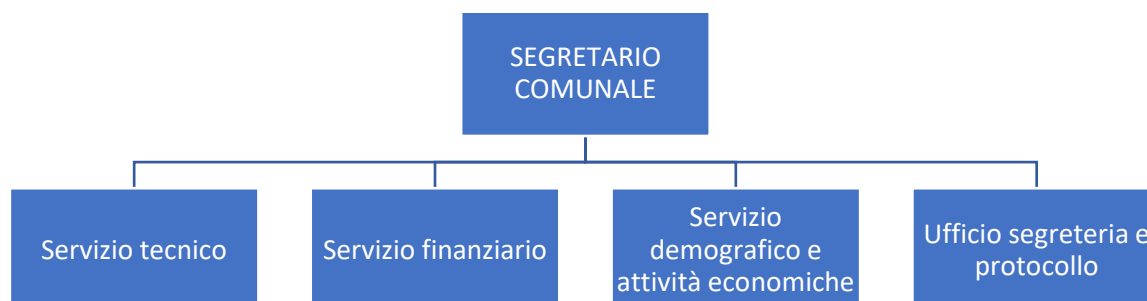 SEGRETARIO
COMUNALE
Servizio tecnico
Servizio finanziario
Servizio
demografico e
attività economiche
Ufficio segreteria e
protocollo